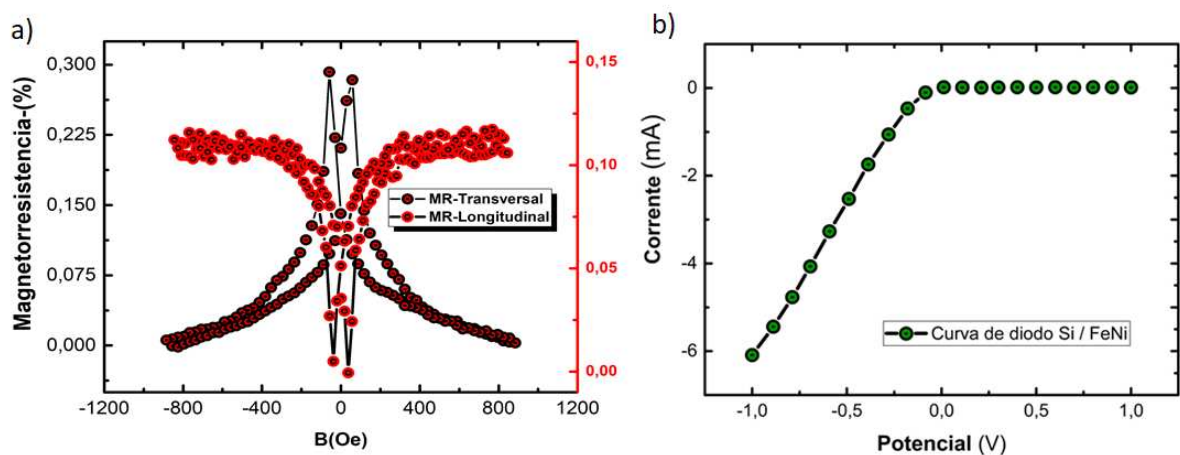 a)
Magnetorresistencia-(%)
0,300
0,225
0,150
0,075
0,000
0,15
0,10
0,05
0,00
MR-Transversal
MR-Longitudinal
-1200
-800
-400
0
400
800
1200
B(Oe)
b)
Corrente (mA)
0
-2
-4
-6
Curva de diodo Si / FeNi
-1,0
-0,5
0,0
0,5
1,0
Potencial (V)